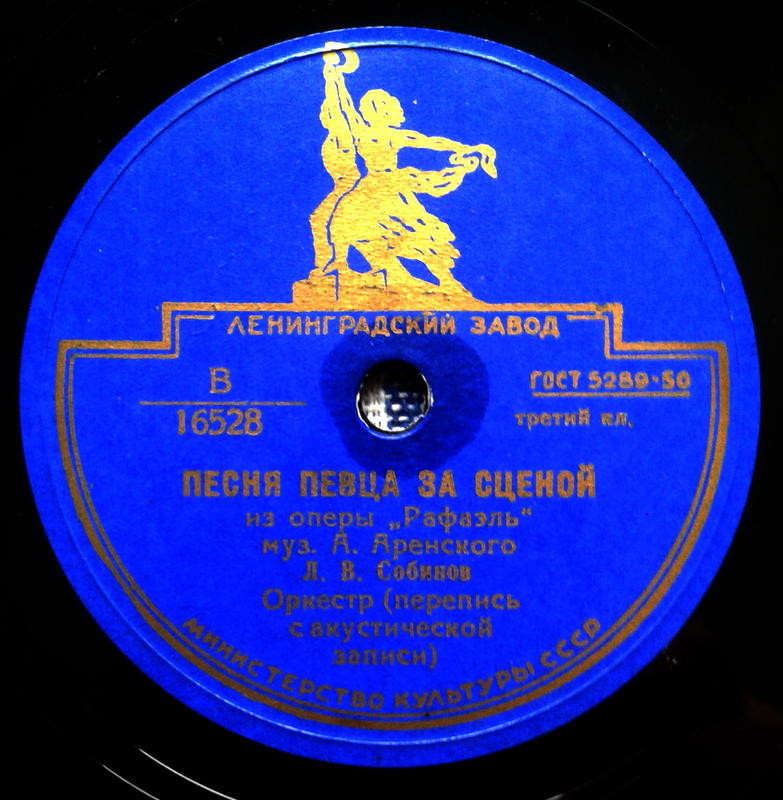 ЛЕНИНГРАДСКИЙ ЗАВОД
В
16528
ГОСТ 5289-50
третий кл.
ПЕСНЯ ПЕВЦА ЗА СЦЕНОЙ
из оперы „Рафаэль“
муз. А. Аренского
Л. В. Собинов
Оркестр (перепись
с акустической
записи)
МИНИСТЕРСТВО КУЛЬТУРЫ СССР